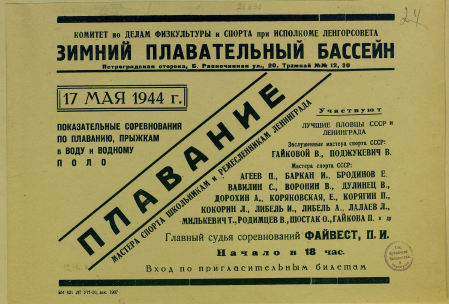 КОМИТЕТ по ДЕЛАМ ФИЗКУЛЬТУРЫ и СПОРТА при ИСПОЛКОМЕ ЛЕНГОРСОВЕТА
ЗИМНИЙ ПЛАВАТЕЛЬНЫЙ БАССЕЙН
Петроградская сторона, Б. Разночинная ул., 20. Трамвай №№ 12, 30
17 МАЯ 1944 г.
ПОКАЗАТЕЛЬНЫЕ СОРЕВНОВАНИЯ
ПО ПЛАВАНИЮ, ПРЫЖКАМ
в ВОДУ и ВОДНОМУ
ПОЛО
ПЛАВАНИЕ
МАСТЕРА СПОРТА ШКОЛЬНИКАМ и РЕМЕСЛЕННИКАМ ЛЕНИНГРАДА
Участвуют
ЛУЧШИЕ ПЛОВЦЫ СССР и
ЛЕНИНГРАДА
Заслуженные мастера спорта СССР:
ГАЙКОВОЙ В., ПОДЖУКЕВИЧ В.
Мастера спорта СССР:
АГЕЕВ П., БАРКАН И., БРОДИНОВ Е.
ВАВИЛИН С., ВОРОНИН В., ДУЛИНЕЦ В.,
ДОРОХИН А., КОРЯКОВСКАЯ, Е., КОРЯГИН П.,
КОКОРИН Л., ЛИБЕЛЬ И., ЛИБЕЛЬ А., ЛАЛАЕВ Л.,
МИЛЬКЕВИЧ Т., РОДИМЦЕВ В., ШОСТАК О., ГАЙКОВА П. и др
Главный судья соревнований ФАЙВЕСТ, П. И.
Начало в 18 час.
Вход по пригласительным билетам
24